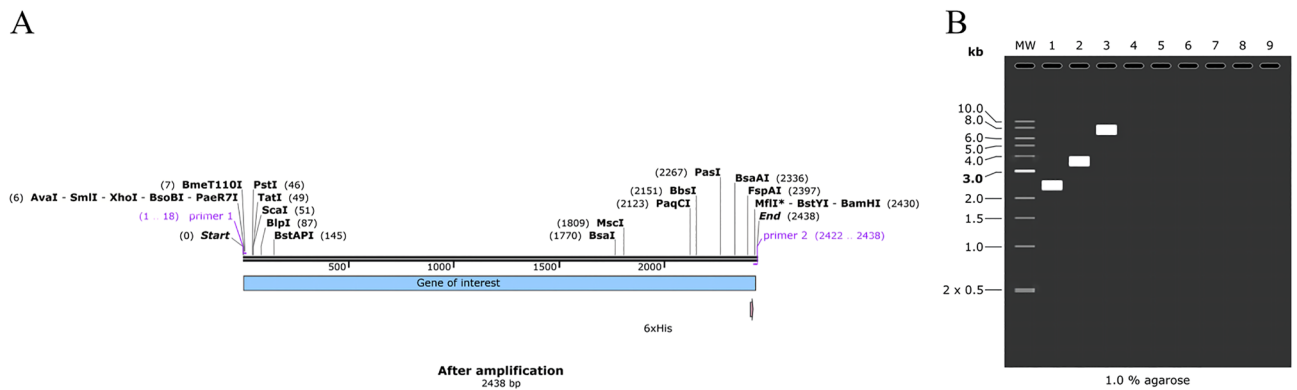 A
(2267) PasI
BsaAI (2336)
(7) BmeT110I PstI (46)
(2151) BbsI
FspAI (2397)
(6) AvaI - SmlI - XhoI - BsoBI - PaeR7I
TatI (49)
(2123) PaqCI
MflI* - BstYI - BamHI (2430)
ScaI (51)
End (2438)
(1 .. 18) primer 1
BlpI (87)
(1809) MscI
(0) Start
BstAPI (145)
(1770) BsaI
primer 2 (2422 .. 2438)
500 1000 1500 2000
Gene of interest
6xHis
After amplification
2438 bp
B
kb
MW 1 2 3 4 5 6 7 8 9
10.0
8.0
6.0
5.0
4.0
3.0
2.0
1.5
1.0
2 x 0.5
1.0 % agarose